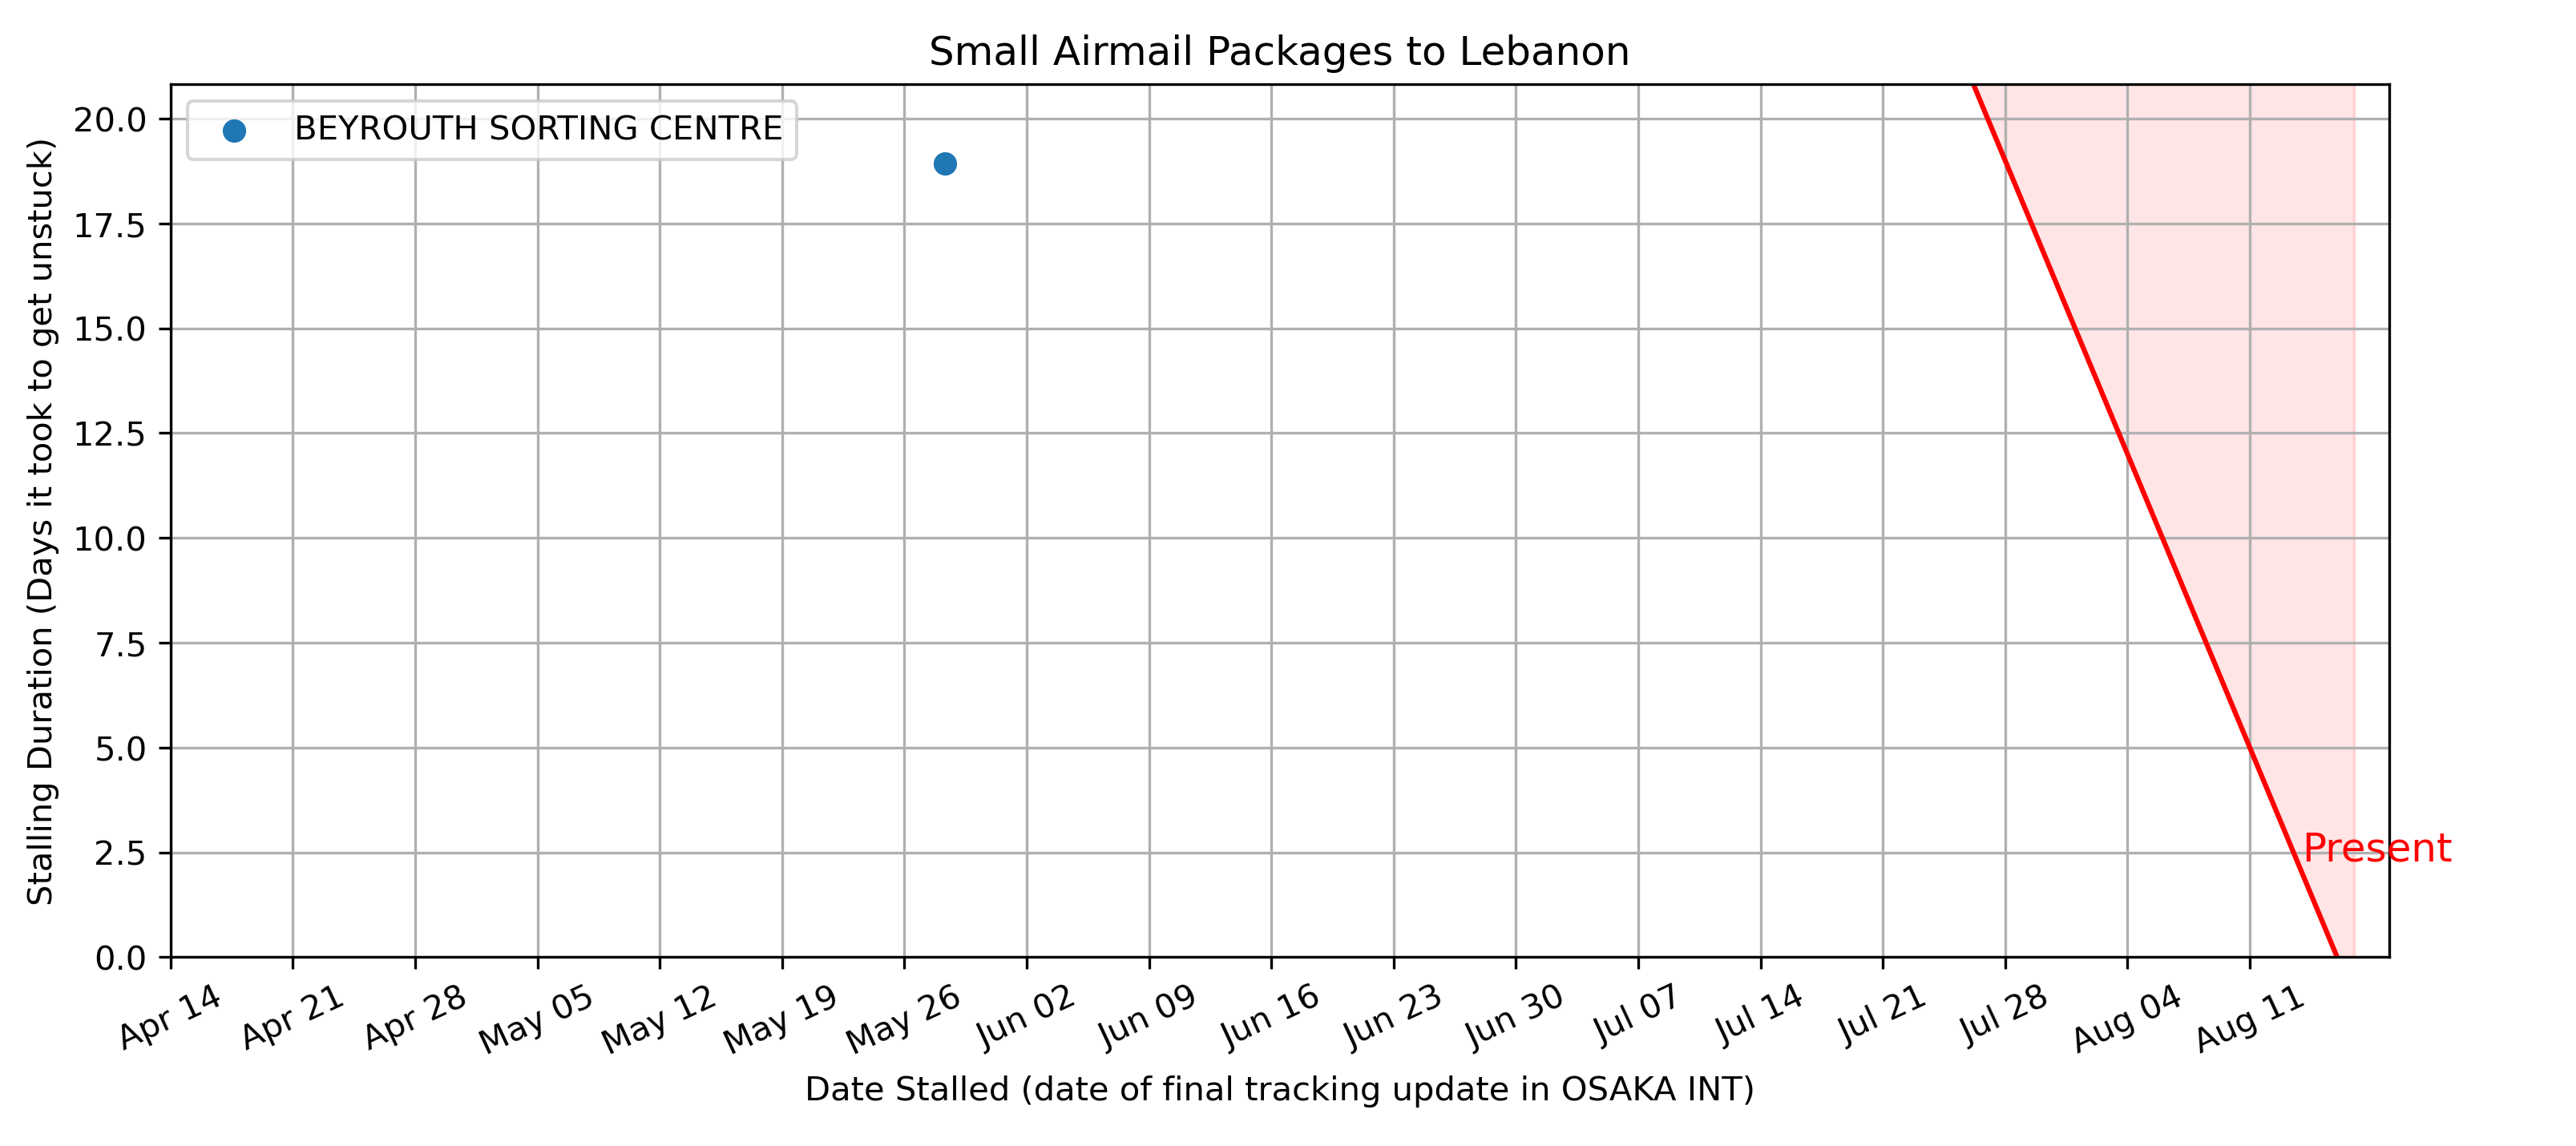 Small Airmail Packages to Lebanon
BEYROUTH SORTING CENTRE
Stalling Duration (Days it took to get unstuck)
20.0
17.5
15.0
12.5
10.0
7.5
5.0
2.5
0.0
Present
Apr 14
Apr 21
Apr 28
May 05
May 12
May 19
May 26
Jun 02
Jun 09
Jun 16
Jun 23
Jun 30
Jul 07
Jul 14
Jul 21
Jul 28
Aug 04
Aug 11
Date Stalled (date of final tracking update in OSAKA INT)